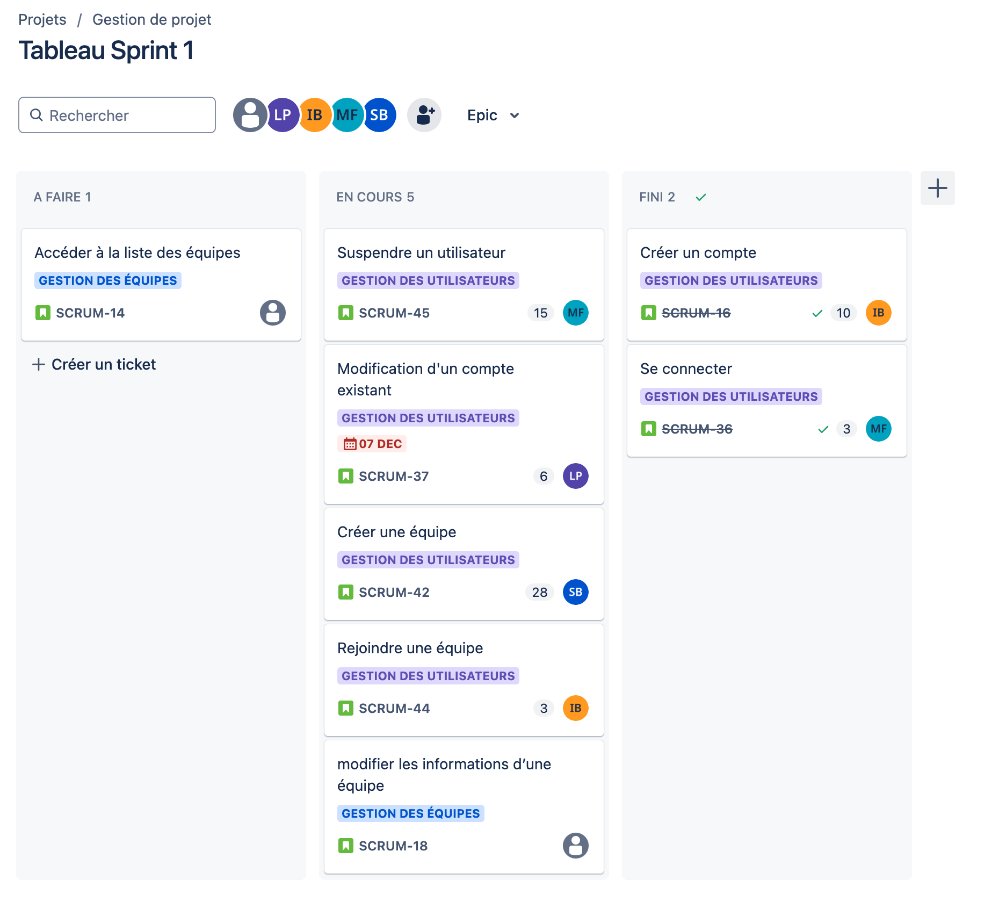 Projets / Gestion de projet
Tableau Sprint 1
Rechercher
LP IB MF SB
Epic
A FAIRE 1
Accéder à la liste des équipes
GESTION DES ÉQUIPES
SCRUM-14
Créer un ticket
EN COURS 5
Suspendre un utilisateur
GESTION DES UTILISATEURS
SCRUM-45 15 MF
Modification d'un compte
existant
GESTION DES UTILISATEURS
07 DEC
SCRUM-37 6 LP
Créer une équipe
GESTION DES UTILISATEURS
SCRUM-42 28 SB
Rejoindre une équipe
GESTION DES UTILISATEURS
SCRUM-44 3 IB
modifier les informations d’une
équipe
GESTION DES ÉQUIPES
SCRUM-18
FINI 2
Créer un compte
GESTION DES UTILISATEURS
SCRUM-16 10 IB
Se connecter
GESTION DES UTILISATEURS
SCRUM-36 3 MF